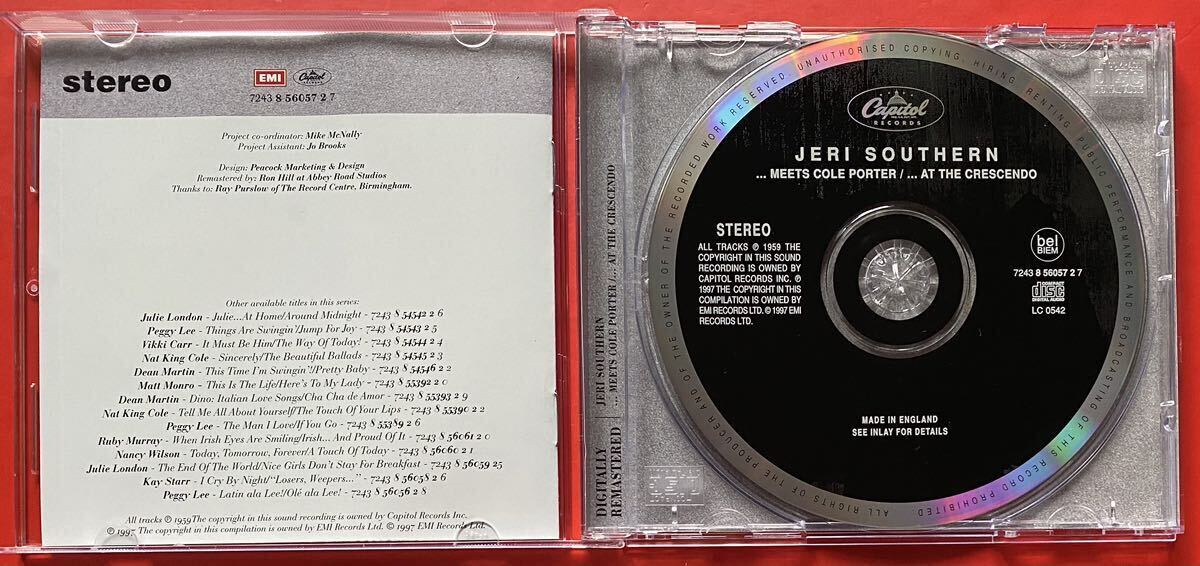 stereo
EMI
Capitol
7243 8 56057 2 7
Project co-ordinator: Mike McNally
Project Assistant: Jo Brooks
Design: Peacock Marketing & Design
Remastered by: Ron Hill at Abbey Road Studios
Thanks to: Ray Purslow of The Record Centre, Birmingham.
Other available titles in this series:
Julie London - Julie...At Home/Around Midnight - 7243 8 54542 2 6
Peggy Lee - Things Are Swingin'/Jump For Joy - 7243 8 54543 2 5
Vikki Carr - It Must Be Him/The Way Of Today! - 7243 8 54544 2 4
Nat King Cole - Sincerely/The Beautiful Ballads - 7243 8 54545 2 3
Dean Martin - This Time I'm Swingin'!/Pretty Baby - 7243 8 54546 2 2
Matt Monro - This Is The Life/Here's To My Lady - 7243 8 55392 2 0
Dean Martin - Dino: Italian Love Songs/Cha Cha de Amor - 7243 8 55393 2 9
Nat King Cole - Tell Me All About Yourself/The Touch Of Your Lips - 7243 8 55390 2 2
Peggy Lee - The Man I Love/If You Go - 7243 8 55389 2 6
Ruby Murray - When Irish Eyes Are Smiling/Irish... And Proud Of It - 7243 8 56061 2 0
Nancy Wilson - Today, Tomorrow, Forever/A Touch Of Today - 7243 8 56060 2 1
Julie London - The End Of The World/Nice Girls Don't Stay For Breakfast - 7243 8 56059 25
Kay Starr - I Cry By Night/"Losers, Weepers..." - 7243 8 56058 2 6
Peggy Lee - Latin ala Lee!/Olé ala Lee! - 7243 8 56056 2 8
All tracks ℗ 1959 The copyright in this sound recording is owned by Capitol Records Inc.
℗ 1997 The copyright in this compilation is owned by EMI Records Ltd. © 1997 EMI Records Ltd.
DIGITALLY
REMASTERED
JERI SOUTHERN
... MEETS COLE PORTER /... AT THE CRESCENDO
Capitol
RECORDS
JERI SOUTHERN
... MEETS COLE PORTER / ... AT THE CRESCENDO
STEREO
ALL TRACKS ℗ 1959 THE
COPYRIGHT IN THIS SOUND
RECORDING IS OWNED BY
CAPITOL RECORDS INC. ℗
1997 THE COPYRIGHT IN THIS
COMPILATION IS OWNED BY
EMI RECORDS LTD. © 1997 EMI
RECORDS LTD.
bel
BIEM
7243 8 56057 2 7
COMPACT
disc
DIGITAL AUDIO
LC 0542
MADE IN ENGLAND
SEE INLAY FOR DETAILS
ALL RIGHTS OF THE PRODUCER AND OF THE OWNER OF THE RECORDED WORK RESERVED. UNAUTHORISED COPYING, HIRING, RENTING, PUBLIC PERFORMANCE AND BROADCASTING OF THIS RECORD PROHIBITED